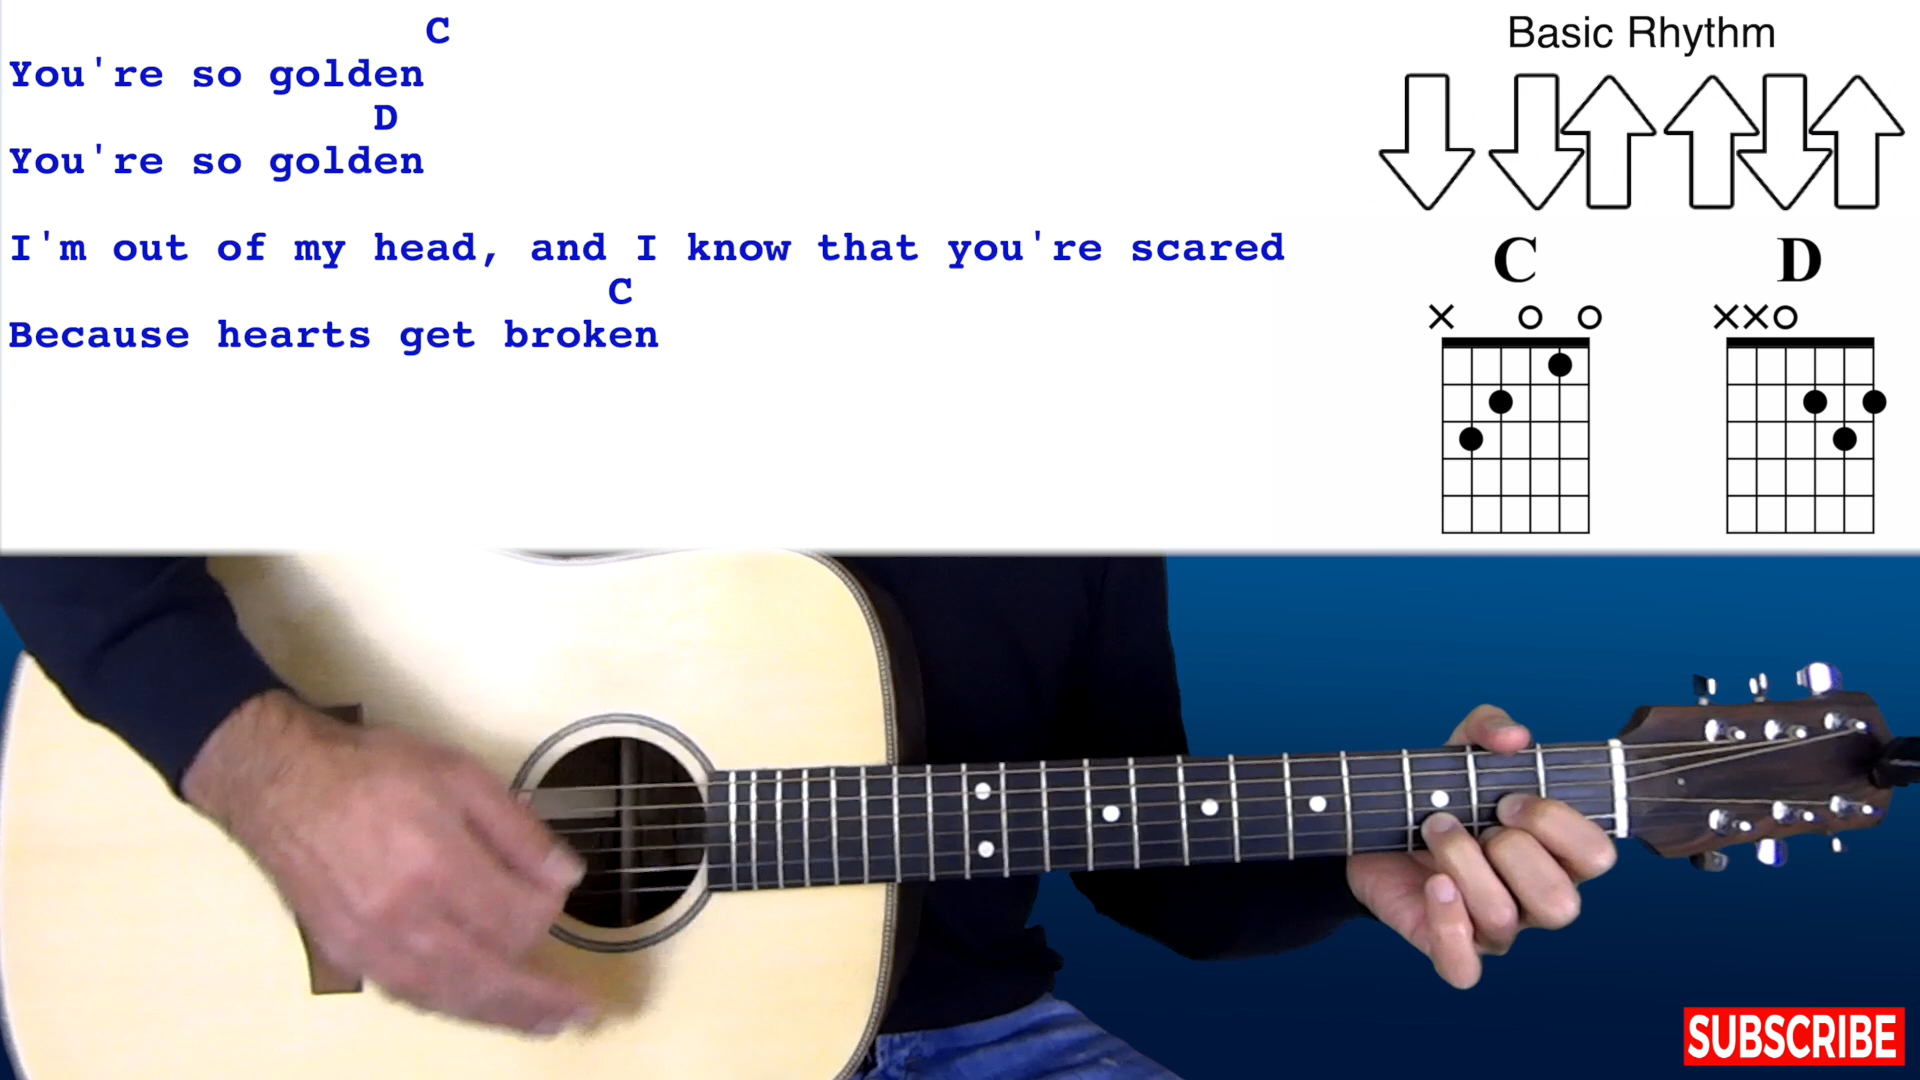 C
You're so golden
D
You're so golden
I'm out of my head, and I know that you're scared
C
Because hearts get broken
Basic Rhythm
C D
× ○ ○ ××○
SUBSCRIBE